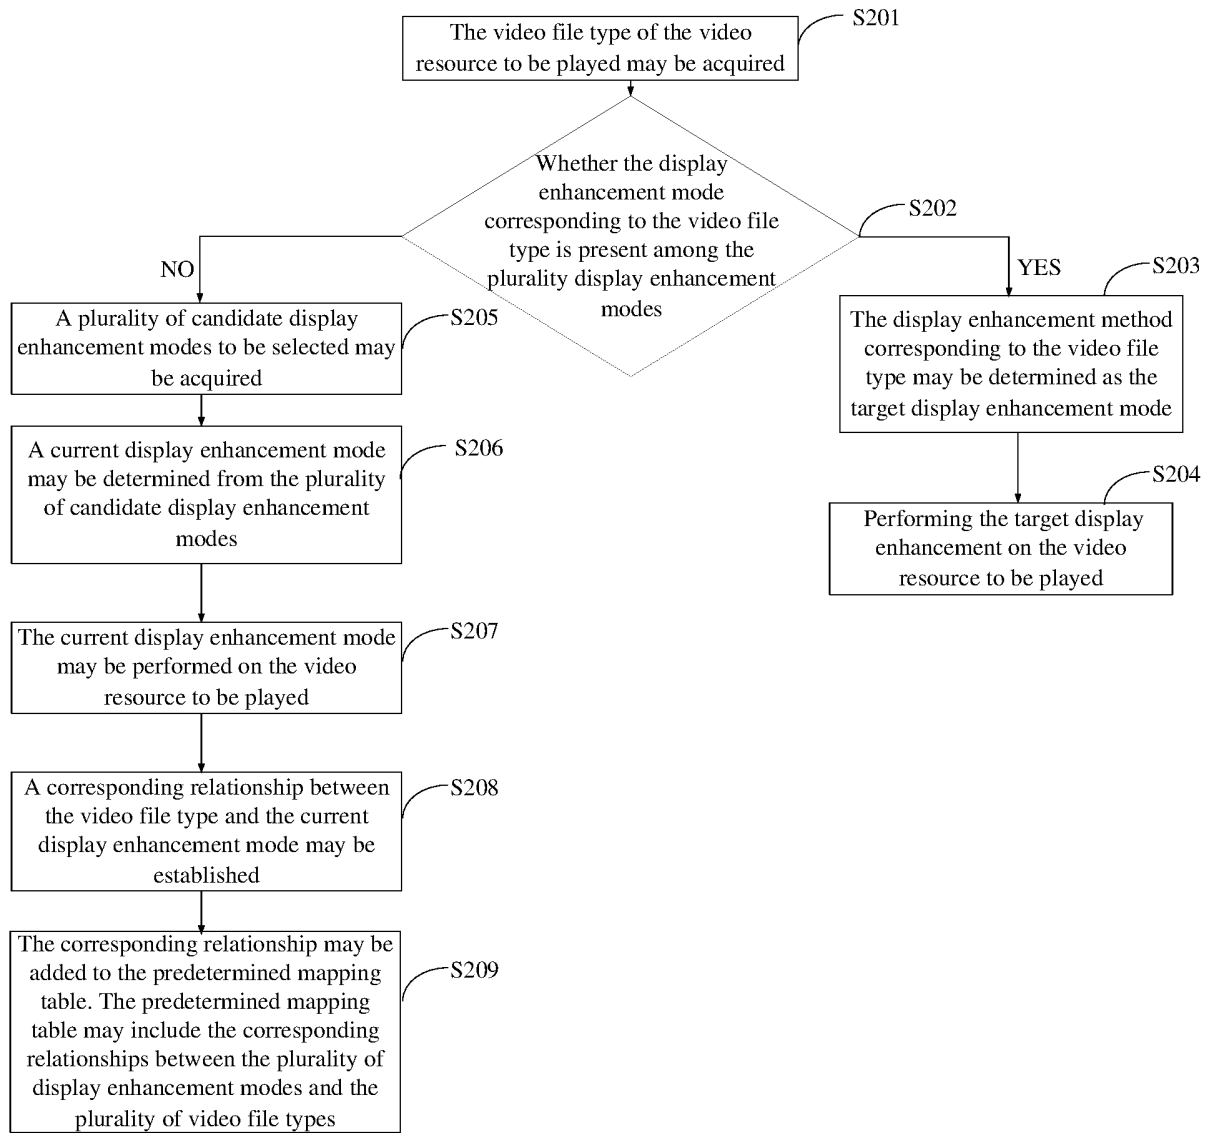 The video file type of the video
resource to be played may be acquired
S201
Whether the display
enhancement mode
corresponding to the video file
type is present among the
plurality display enhancement
modes
S202
NO
YES
S203
The display enhancement method
corresponding to the video file
type may be determined as the
target display enhancement mode
S204
Performing the target display
enhancement on the video
resource to be played
A plurality of candidate display
enhancement modes to be selected may
be acquired
S205
A current display enhancement mode
may be determined from the plurality
of candidate display enhancement
modes
S206
The current display enhancement mode
may be performed on the video
resource to be played
S207
A corresponding relationship between
the video file type and the current
display enhancement mode may be
established
S208
The corresponding relationship may be
added to the predetermined mapping
table. The predetermined mapping
table may include the corresponding
relationships between the plurality of
display enhancement modes and the
plurality of video file types
S209